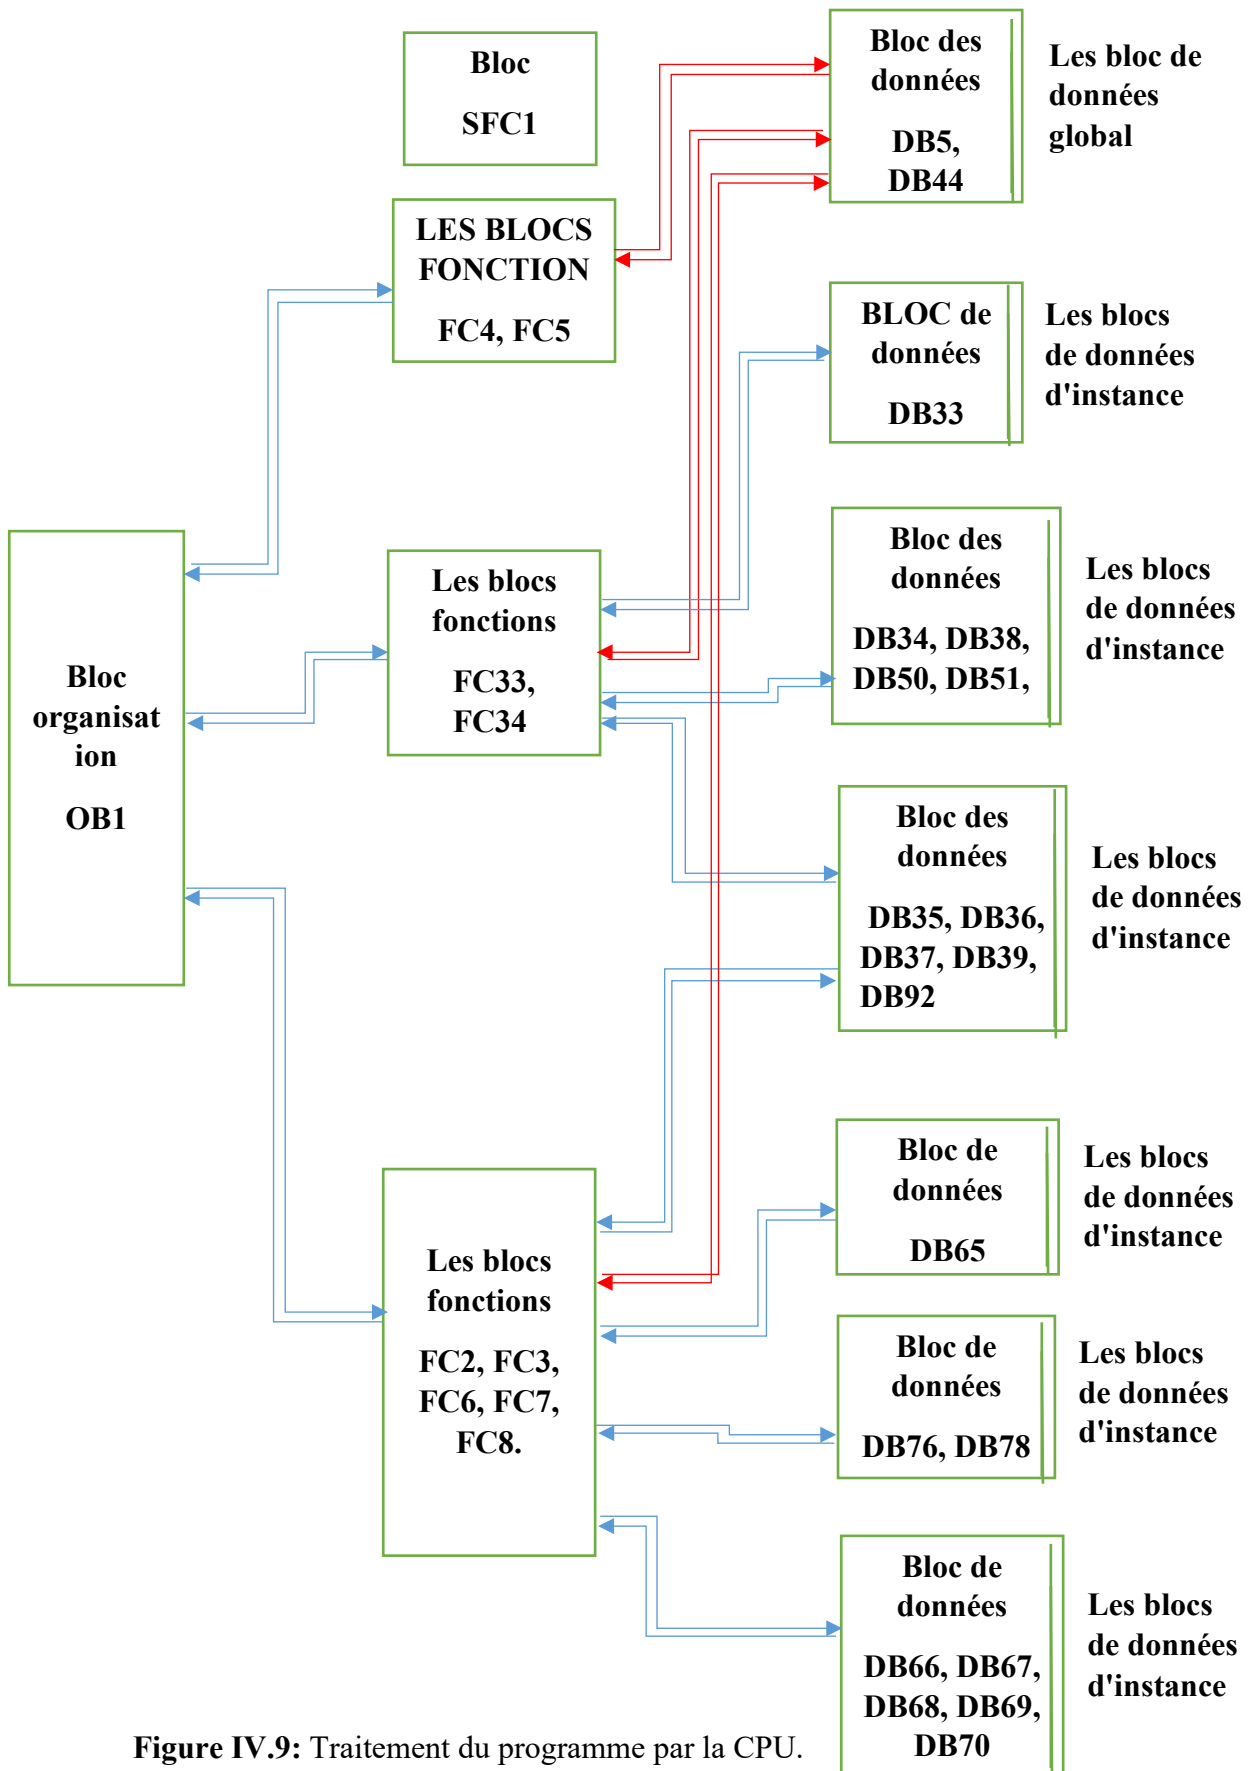 Bloc
SFC1
Bloc des
données
DB5,
DB44
Les bloc de
données
global
LES BLOCS
FONCTION
FC4, FC5
BLOC de
données
DB33
Les blocs
de données
d'instance
Bloc
organisat
ion
OB1
Les blocs
fonctions
FC33,
FC34
Bloc des
données
DB34, DB38,
DB50, DB51,
Les blocs
de données
d'instance
Bloc des
données
DB35, DB36,
DB37, DB39,
DB92
Les blocs
de données
d'instance
Les blocs
fonctions
FC2, FC3,
FC6, FC7,
FC8.
Bloc de
données
DB65
Les blocs
de données
d'instance
Bloc de
données
DB76, DB78
Les blocs
de données
d'instance
Bloc de
données
DB66, DB67,
DB68, DB69,
DB70
Les blocs
de données
d'instance
Figure IV.9: Traitement du programme par la CPU.